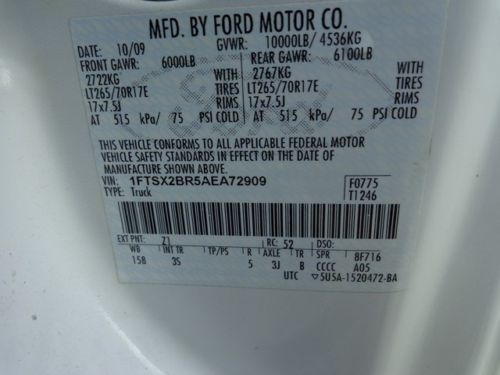 MFD. BY FORD MOTOR CO.
DATE: 10/09 GVWR: 10000LB/ 4536KG
FRONT GAWR: 6000LB REAR GAWR: 6100LB
2722KG WITH 2767KG WITH
LT265/70R17E TIRES LT265/70R17E TIRES
17x7.5J RIMS 17x7.5J RIMS
AT 515 kPa/ 75 PSI COLD AT 515 kPa/ 75 PSI COLD
THIS VEHICLE CONFORMS TO ALL APPLICABLE FEDERAL MOTOR
VEHICLE SAFETY STANDARDS IN EFFECT ON THE DATE OF
MANUFACTURE SHOWN ABOVE.
VIN: 1FTSX2BR5AEA72909 F0775
TYPE: Truck T1246
EXT PNT: Z1 RC: 52 DSO:
WB INT TR TP/PS R AXLE TR SPR 8F716
158 3S 5 3J B CCCC A05
UTC 5U5A-1520472-BA